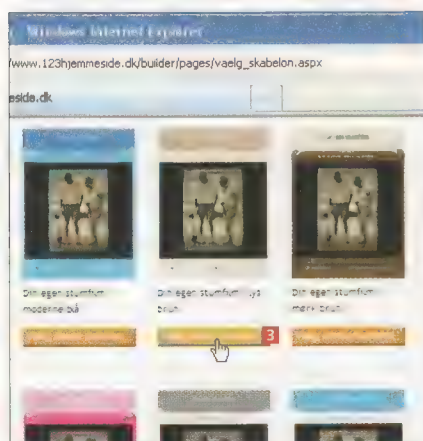 Windows Internet Explorer
/www.123hjemmeside.dk/builder/pages/vaelg_skabelon.aspx
eside.dk
Din egen stumfilm
moderne blå
Din egen stumfilm lys
brun
Din egen stumfilm
mørk brun
3